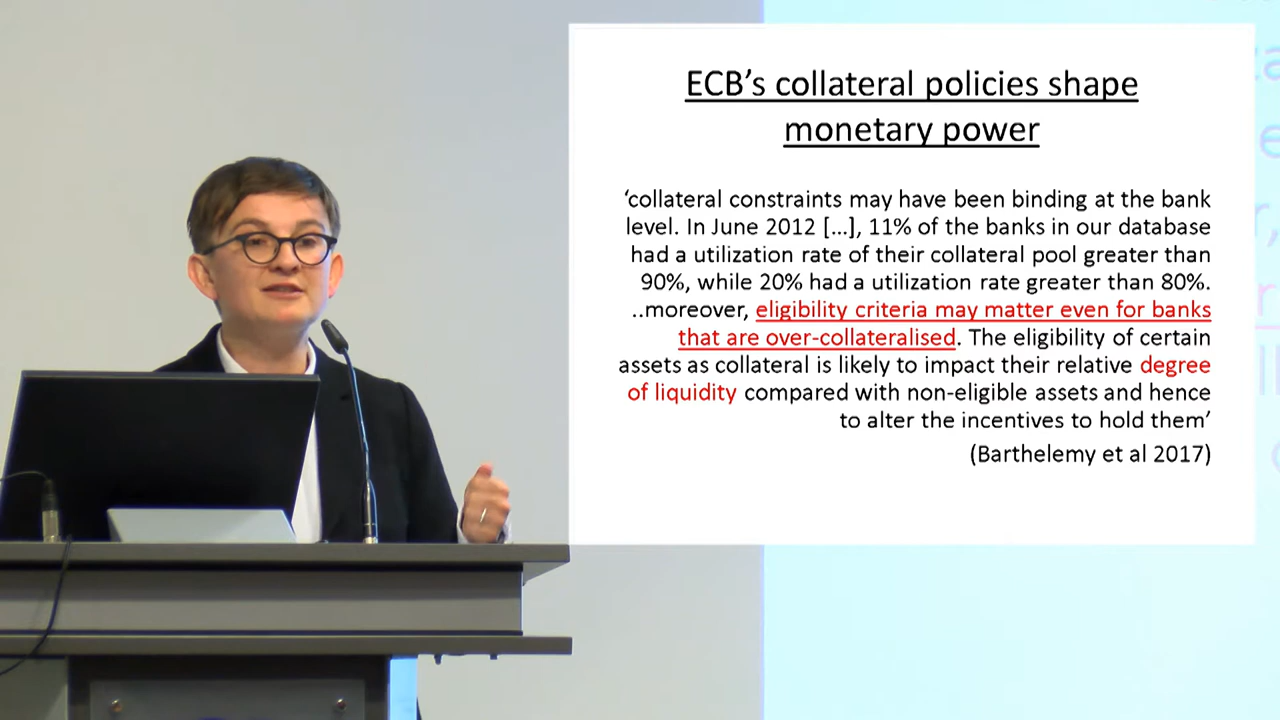 ECB’s collateral policies shape
monetary power
‘collateral constraints may have been binding at the bank
level. In June 2012 [...], 11% of the banks in our database
had a utilization rate of their collateral pool greater than
90%, while 20% had a utilization rate greater than 80%.
..moreover, eligibility criteria may matter even for banks
that are over-collateralised. The eligibility of certain
assets as collateral is likely to impact their relative degree
of liquidity compared with non-eligible assets and hence
to alter the incentives to hold them’
(Barthelemy et al 2017)